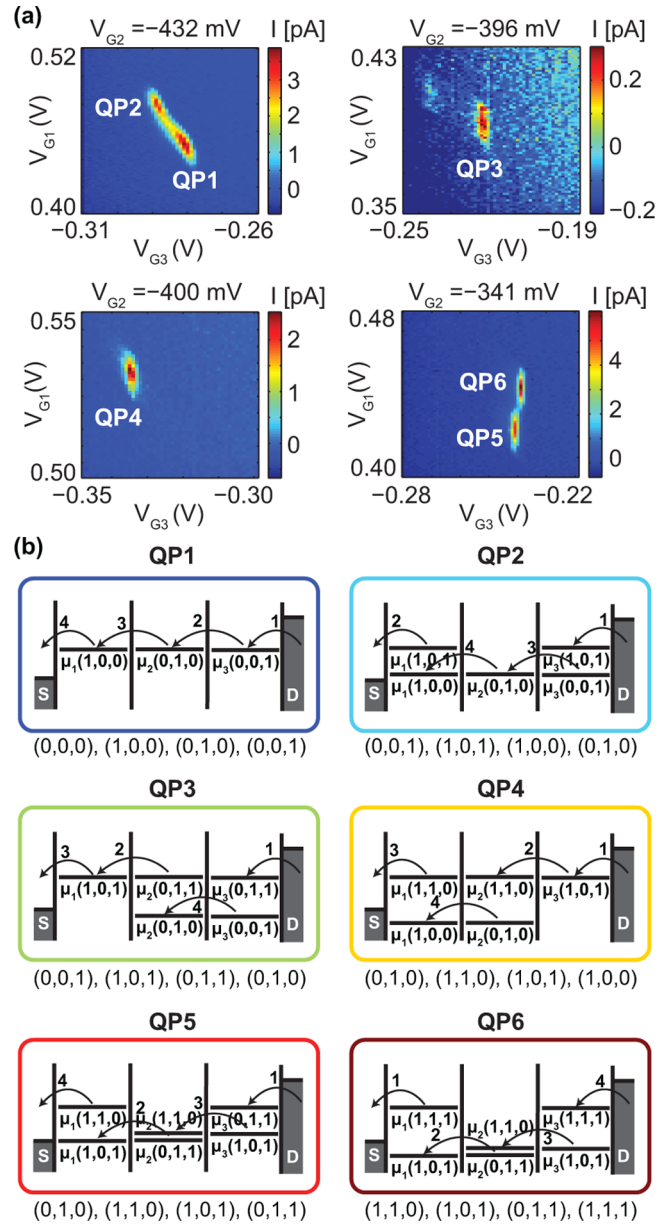 (a)
V_G2 = −432 mV I [pA]
0.52
V_G1 (V)
0.40
QP2
QP1
−0.31 −0.26
V_G3 (V)
3
2
1
0
V_G2 = −396 mV I [pA]
0.43
V_G1 (V)
0.35
QP3
−0.25 −0.19
V_G3 (V)
0.2
0
−0.2
V_G2 = −400 mV I [pA]
0.55
V_G1 (V)
0.50
QP4
−0.35 −0.30
V_G3 (V)
2
1
0
V_G2 = −341 mV I [pA]
0.48
V_G1 (V)
0.40
QP6
QP5
−0.28 −0.22
V_G3 (V)
6
4
2
0
(b)
QP1
4 3 2 1
μ1(1,0,0) μ2(0,1,0) μ3(0,0,1)
S D
(0,0,0), (1,0,0), (0,1,0), (0,0,1)
QP2
2 4 3 1
μ1(1,0,1) μ3(1,0,1)
μ1(1,0,0) μ2(0,1,0) μ3(0,0,1)
S D
(0,0,1), (1,0,1), (1,0,0), (0,1,0)
QP3
3 2 1
μ1(1,0,1) μ2(0,1,1) μ3(0,1,1)
4
μ2(0,1,0) μ3(0,0,1)
S D
(0,0,1), (1,0,1), (0,1,1), (0,1,0)
QP4
3 2 1
μ1(1,1,0) μ2(1,1,0) μ3(1,0,1)
4
μ1(1,0,0) μ2(0,1,0)
S D
(0,1,0), (1,1,0), (1,0,1), (1,0,0)
QP5
4 2 3 1
μ1(1,1,0) μ2(1,1,0) μ3(0,1,1)
μ1(1,0,1) μ2(0,1,1) μ3(1,0,1)
S D
(0,1,0), (1,1,0), (1,0,1), (0,1,1)
QP6
1 4
μ1(1,1,1) μ3(1,1,1)
2 μ2(1,1,0) 3
μ1(1,0,1) μ2(0,1,1) μ3(1,0,1)
S D
(1,1,0), (1,0,1), (0,1,1), (1,1,1)